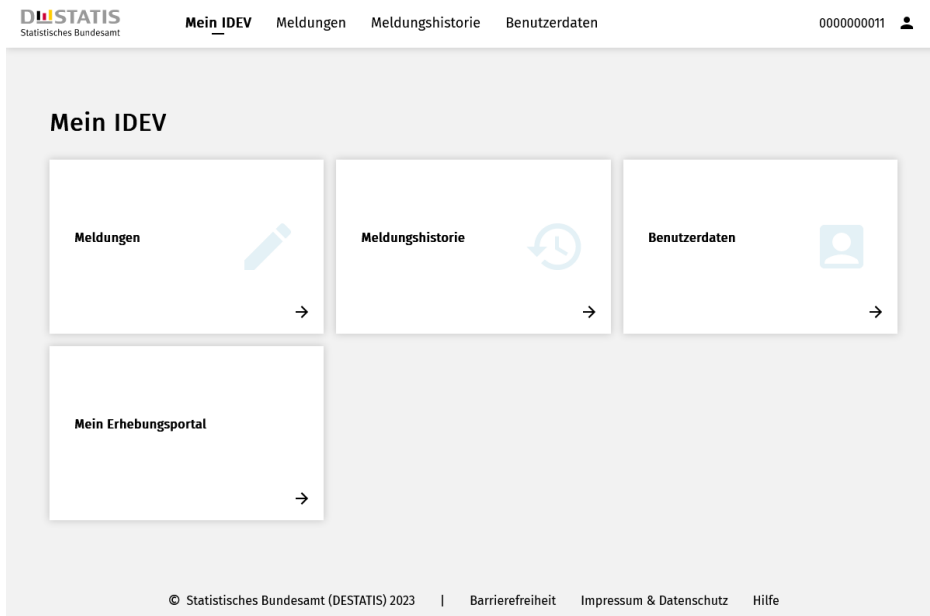 DESTATIS
Statistisches Bundesamt
Mein IDEV Meldungen Meldungshistorie Benutzerdaten 0000000011
Mein IDEV
Meldungen Meldungshistorie Benutzerdaten
Mein Erhebungsportal
© Statistisches Bundesamt (DESTATIS) 2023 | Barrierefreiheit Impressum & Datenschutz Hilfe